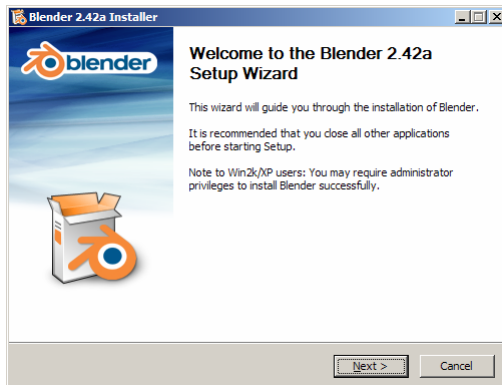 Blender 2.42a Installer
blender
Welcome to the Blender 2.42a
Setup Wizard
This wizard will guide you through the installation of Blender.
It is recommended that you close all other applications
before starting Setup.
Note to Win2k/XP users: You may require administrator
privileges to install Blender successfully.
Next >
Cancel